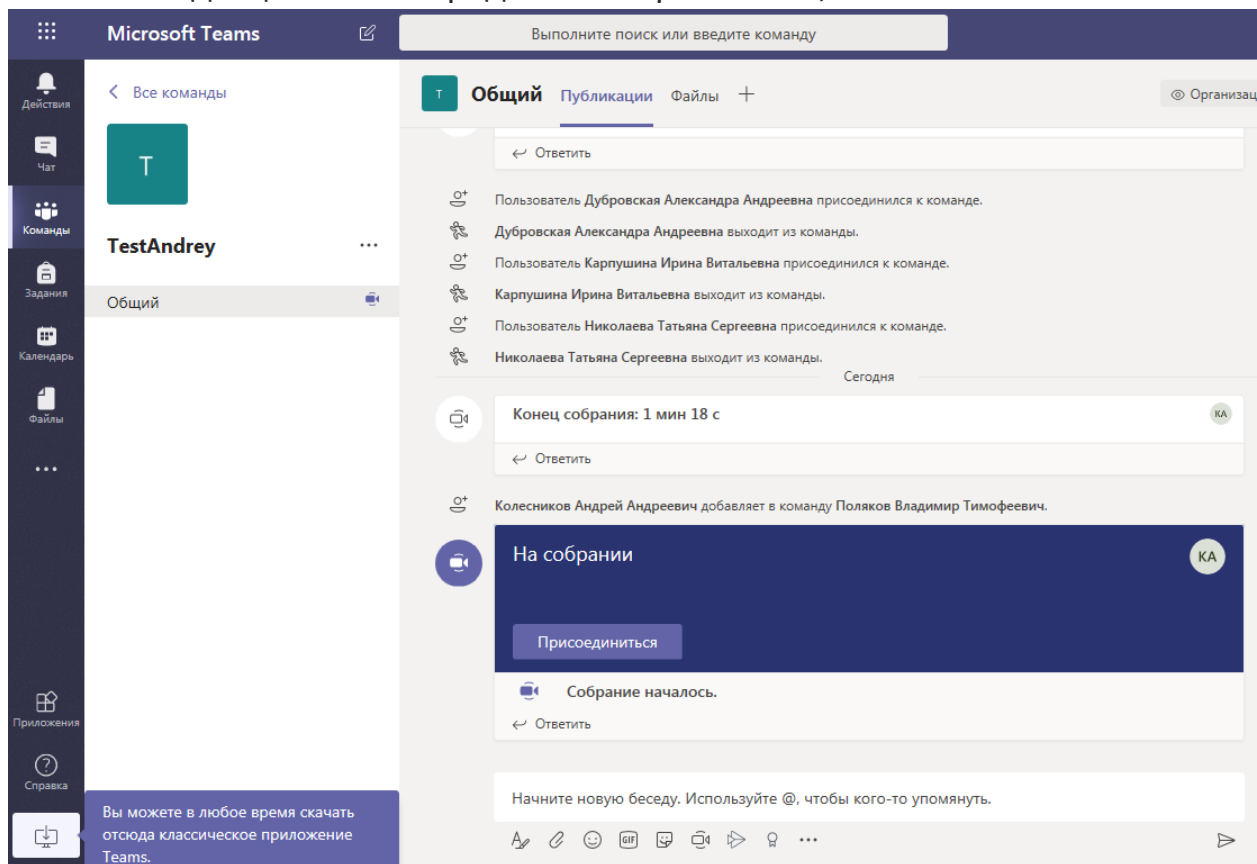 Microsoft Teams
Выполните поиск или введите команду
Действия
Чат
Команды
Задания
Календарь
Файлы
Приложения
Справка
Все команды
T
TestAndrey
Общий
Вы можете в любое время скачать
отсюда классическое приложение
Teams.
T
Общий Публикации Файлы
Организац
Ответить
Пользователь Дубровская Александра Андреевна присоединился к команде.
Дубровская Александра Андреевна выходит из команды.
Пользователь Карпушина Ирина Витальевна присоединился к команде.
Карпушина Ирина Витальевна выходит из команды.
Пользователь Николаева Татьяна Сергеевна присоединился к команде.
Николаева Татьяна Сергеевна выходит из команды.
Сегодня
Конец собрания: 1 мин 18 с
КА
Ответить
Колесников Андрей Андреевич добавляет в команду Поляков Владимир Тимофеевич.
На собрании
КА
Присоединиться
Собрание началось.
Ответить
Начните новую беседу. Используйте @, чтобы кого-то упомянуть.
GIF